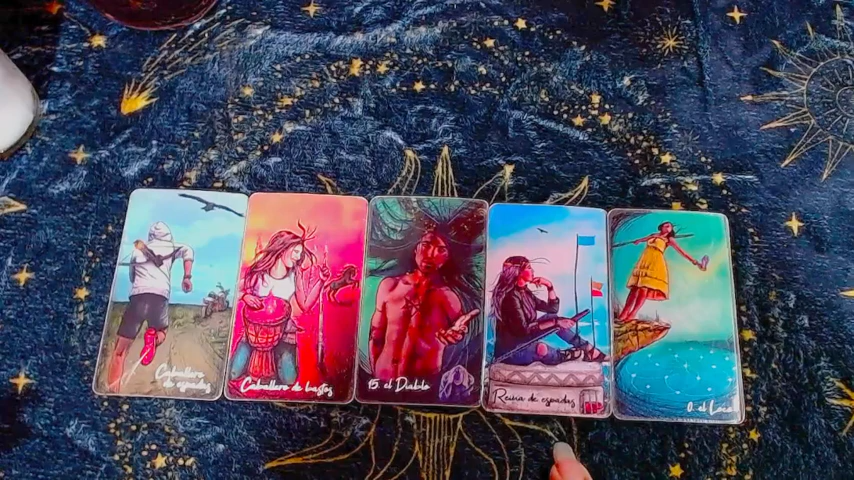 Caballero
de espadas
Caballero de bastos
15. el Diablo
Reina de espadas
0. el Loco